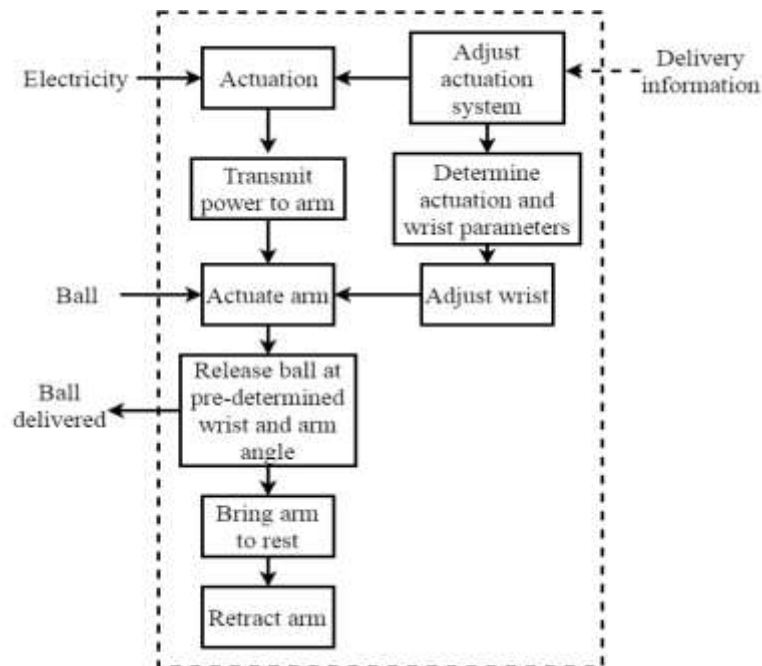 Electricity
Actuation
Adjust
actuation
system
Delivery
information
Transmit
power to arm
Determine
actuation and
wrist parameters
Ball
Actuate arm
Adjust wrist
Ball
delivered
Release ball at
pre-determined
wrist and arm
angle
Bring arm
to rest
Retract arm